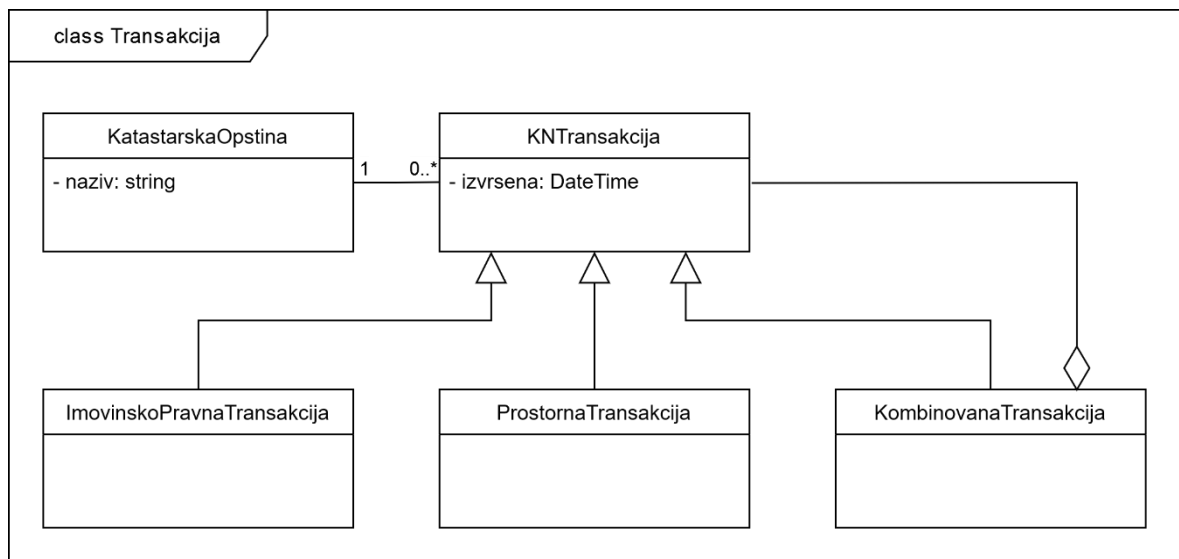 class Transakcija
KatastarskaOpstina
- naziv: string
1
0..*
KNTransakcija
- izvrsena: DateTime
ImovinskoPravnaTransakcija
ProstornaTransakcija
KombinovanaTransakcija